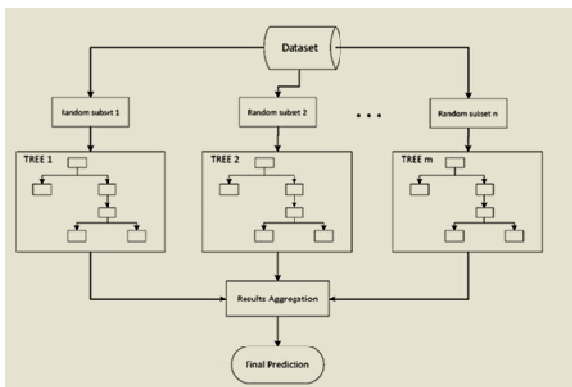 Dataset
Random subset 1
Random subset 2
• • •
Random subset n
TREE 1
TREE 2
TREE m
Results Aggregation
Final Prediction